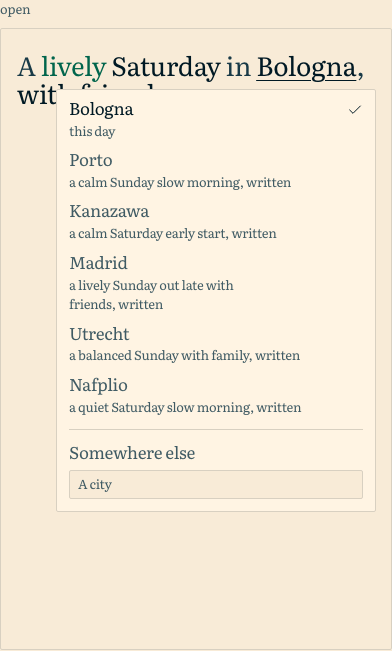 open
A lively Saturday in Bologna,
with
Bologna
this day
Porto
a calm Sunday slow morning, written
Kanazawa
a calm Saturday early start, written
Madrid
a lively Sunday out late with
friends, written
Utrecht
a balanced Sunday with family, written
Nafplio
a quiet Saturday slow morning, written
Somewhere else
A city